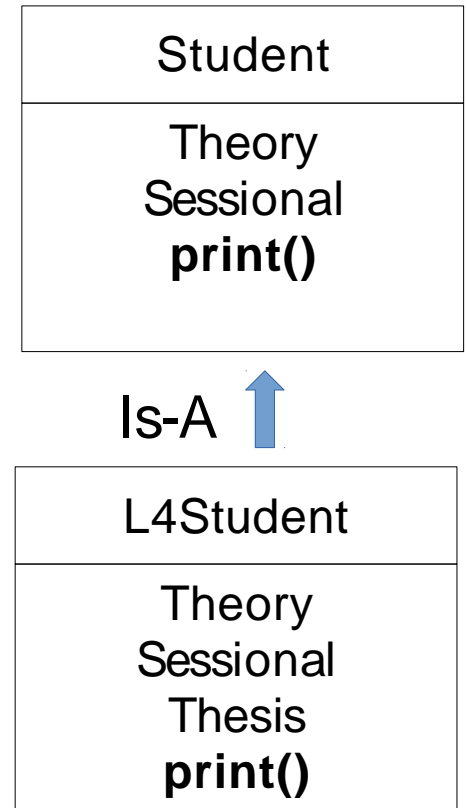 Student
Theory
Sessional
print()
Is-A
L4Student
Theory
Sessional
Thesis
print()